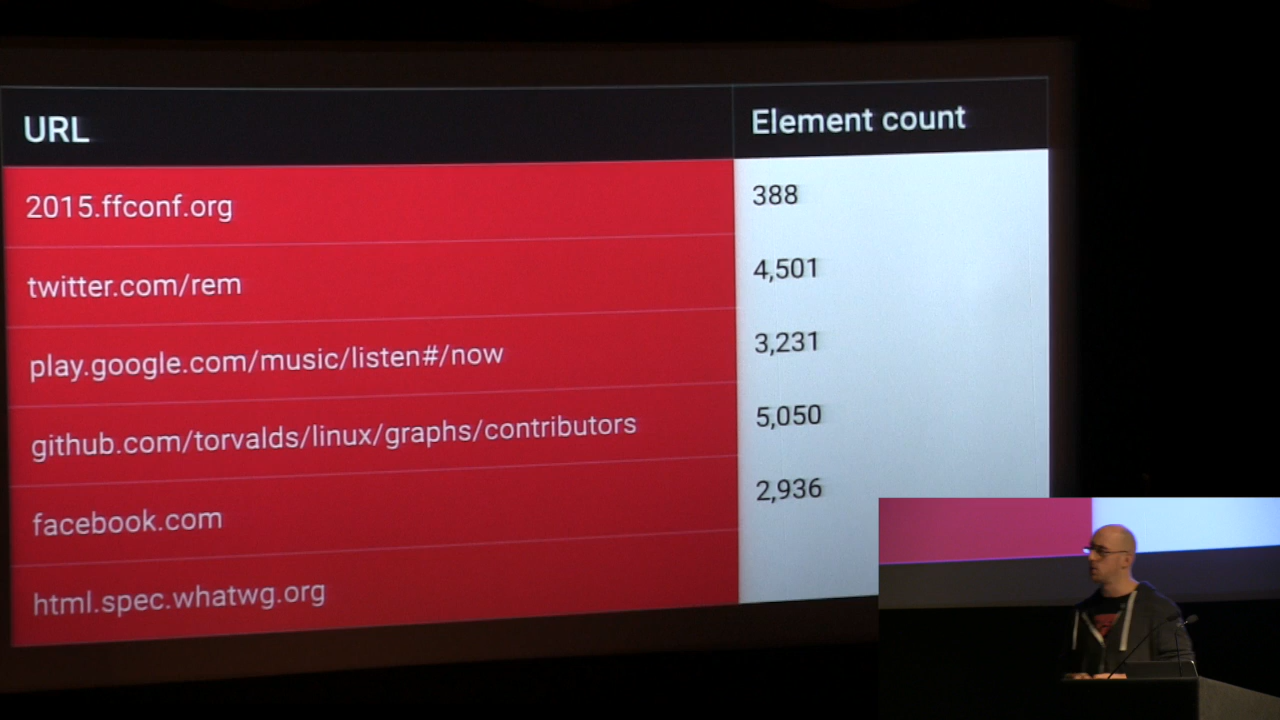 URL Element count
2015.ffconf.org 388
twitter.com/rem 4,501
play.google.com/music/listen#/now 3,231
github.com/torvalds/linux/graphs/contributors 5,050
facebook.com 2,936
html.spec.whatwg.org